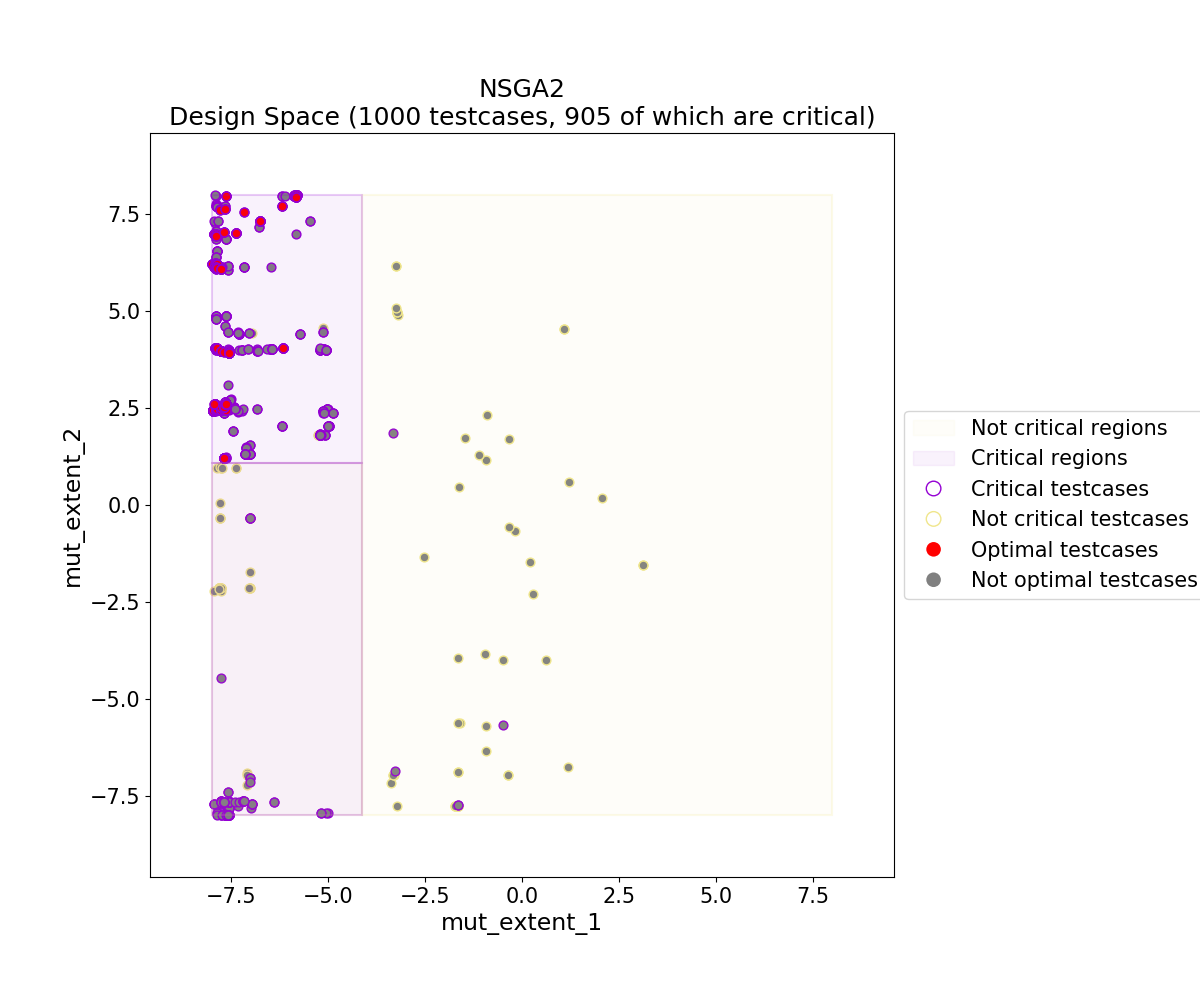 NSGA2
Design Space (1000 testcases, 905 of which are critical)
mut_extent_2
7.5
5.0
2.5
0.0
−2.5
−5.0
−7.5
−7.5
−5.0
−2.5
0.0
2.5
5.0
7.5
mut_extent_1
Not critical regions
Critical regions
Critical testcases
Not critical testcases
Optimal testcases
Not optimal testcases